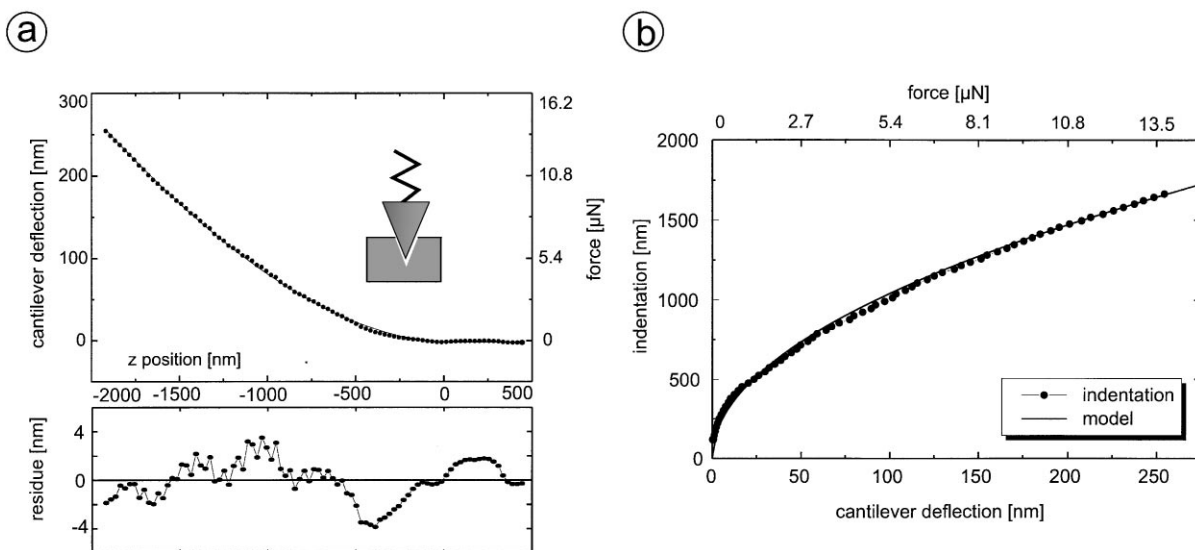 a
300
200
100
0
cantilever deflection [nm]
16.2
10.8
5.4
0
force [µN]
z position [nm]
-2000 -1500 -1000 -500 0 500
4
0
-4
residue [nm]
b
force [µN]
0 2.7 5.4 8.1 10.8 13.5
2000
1500
1000
500
0
indentation [nm]
indentation
model
0 50 100 150 200 250
cantilever deflection [nm]